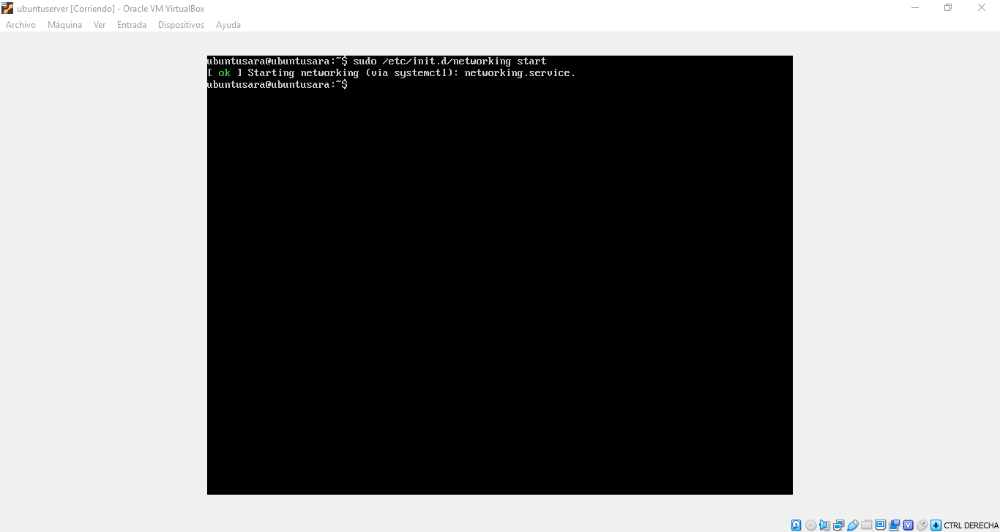 ubuntuserver [Corriendo] - Oracle VM VirtualBox
Archivo Máquina Ver Entrada Dispositivos Ayuda
ubuntusara@ubuntusara:~$ sudo /etc/init.d/networking start
[ ok ] Starting networking (via systemctl): networking.service.
ubuntusara@ubuntusara:~$
CTRL DERECHA